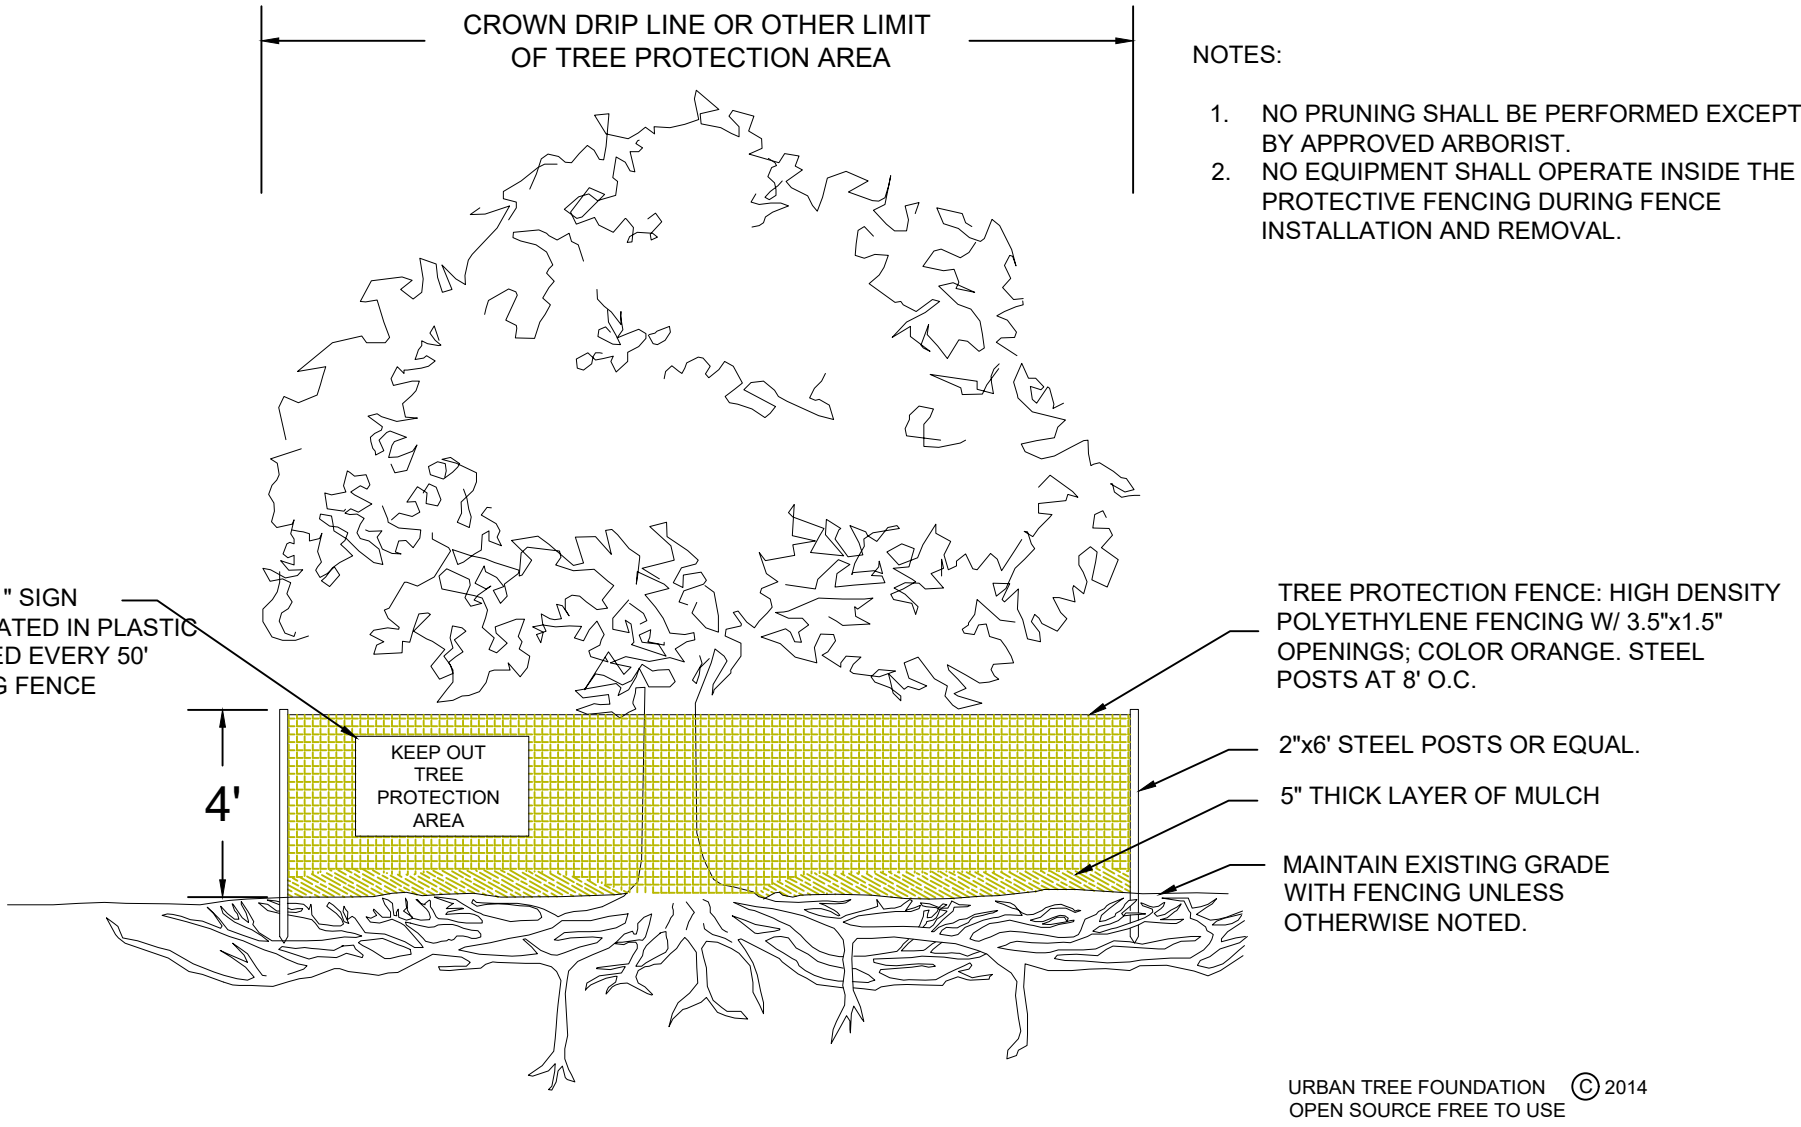 CROWN DRIP LINE OR OTHER LIMIT
OF TREE PROTECTION AREA
NOTES:
1. NO PRUNING SHALL BE PERFORMED EXCEPT
BY APPROVED ARBORIST.
2. NO EQUIPMENT SHALL OPERATE INSIDE THE
PROTECTIVE FENCING DURING FENCE
INSTALLATION AND REMOVAL.
" SIGN
IN PLASTIC
EVERY 50'
FENCE
4'
KEEP OUT
TREE
PROTECTION
AREA
TREE PROTECTION FENCE: HIGH DENSITY
POLYETHYLENE FENCING W/ 3.5"x1.5"
OPENINGS; COLOR ORANGE. STEEL
POSTS AT 8' O.C.
2"x6' STEEL POSTS OR EQUAL.
5" THICK LAYER OF MULCH
MAINTAIN EXISTING GRADE
WITH FENCING UNLESS
OTHERWISE NOTED.
URBAN TREE FOUNDATION © 2014
OPEN SOURCE FREE TO USE